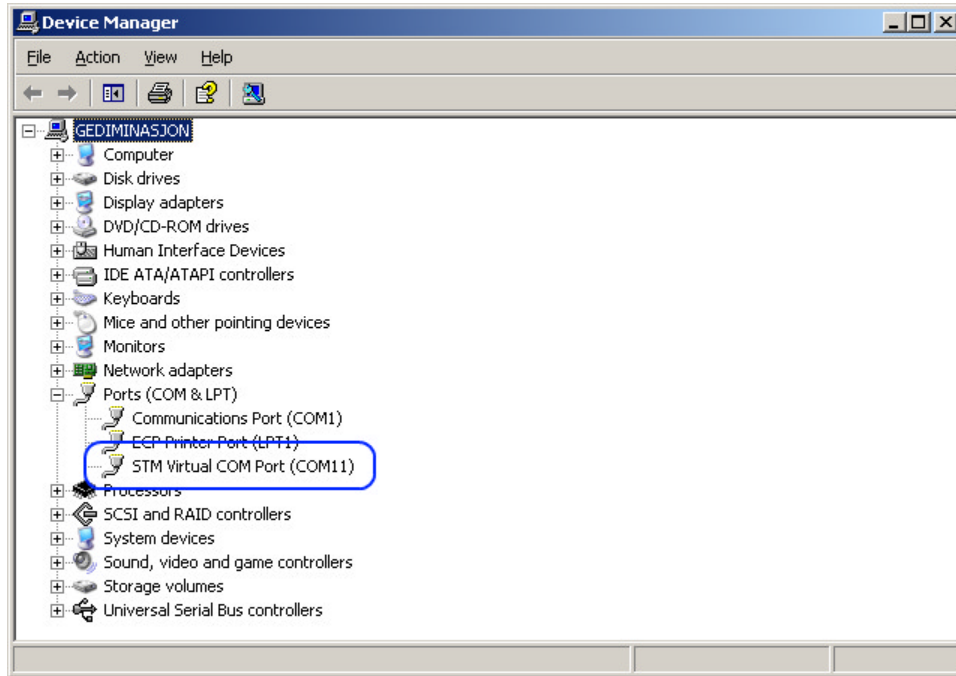 Device Manager
File Action View Help
GEDIMINASJON
Computer
Disk drives
Display adapters
DVD/CD-ROM drives
Human Interface Devices
IDE ATA/ATAPI controllers
Keyboards
Mice and other pointing devices
Monitors
Network adapters
Ports (COM & LPT)
Communications Port (COM1)
ECP Printer Port (LPT1)
STM Virtual COM Port (COM11)
Processors
SCSI and RAID controllers
System devices
Sound, video and game controllers
Storage volumes
Universal Serial Bus controllers